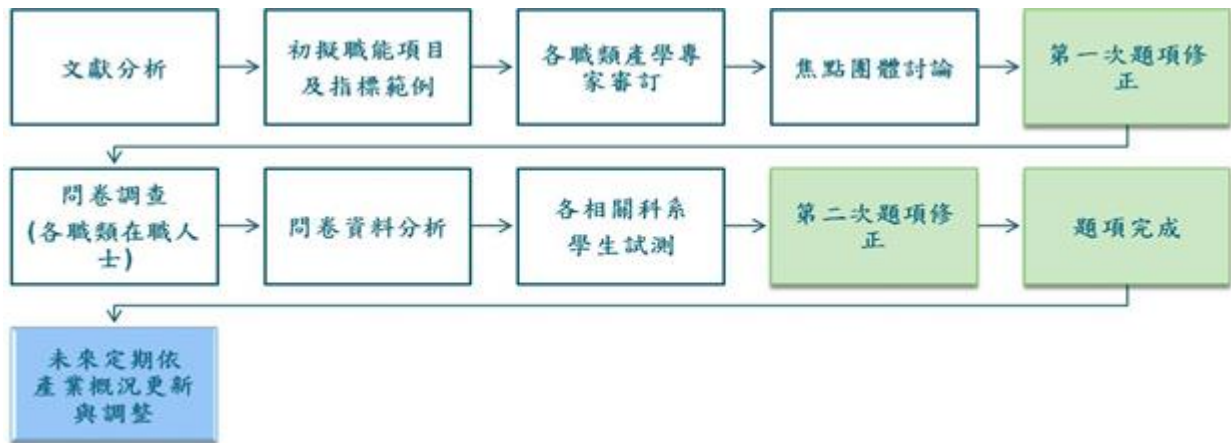 文獻分析
初擬職能項目
及指標範例
各職類產學專
家審訂
焦點團體討論
第一次題項修
正
問卷調查
(各職類在職人
士)
問卷資料分析
各相關科系
學生試測
第二次題項修
正
題項完成
未來定期依
產業概況更新
與調整